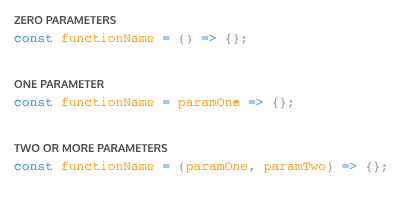 ZERO PARAMETERS
const functionName = () => {};
ONE PARAMETER
const functionName = paramOne => {};
TWO OR MORE PARAMETERS
const functionName = (paramOne, paramTwo) => {};